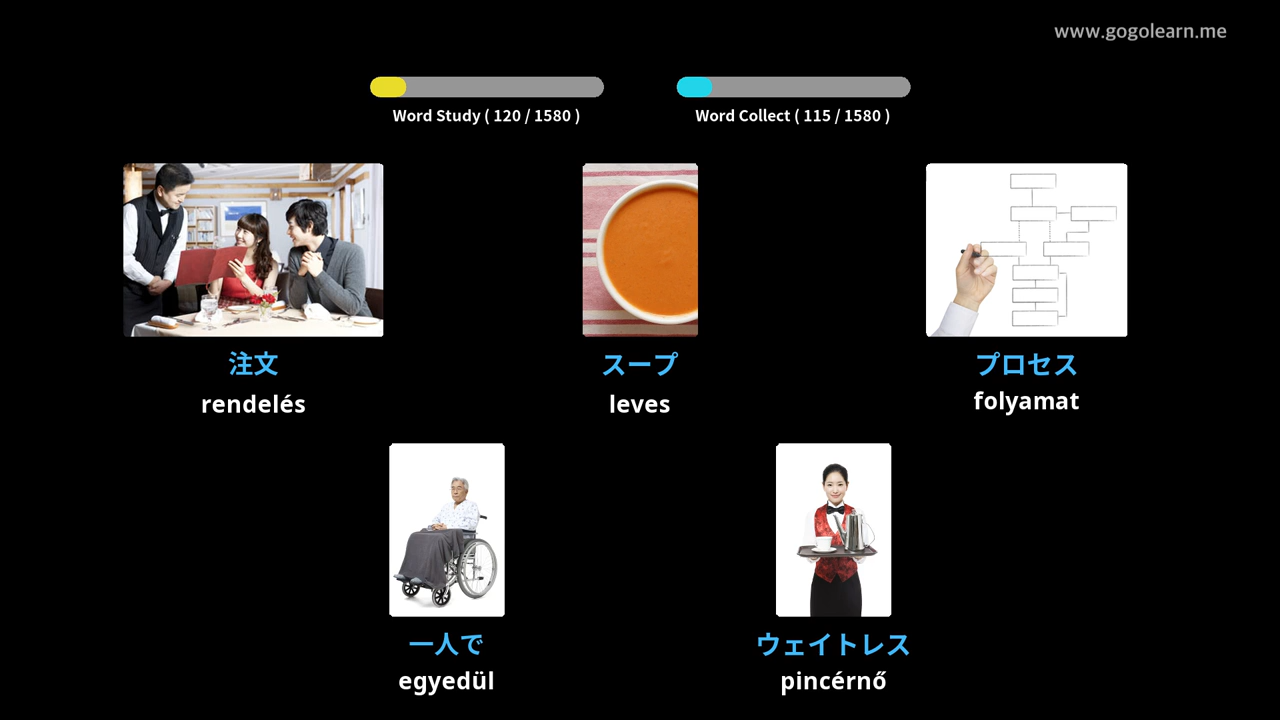 www.gogolearn.me
Word Study ( 120 / 1580 )
Word Collect ( 115 / 1580 )
注文
rendelés
スープ
leves
プロセス
folyamat
一人で
egyedül
ウェイトレス
pincérnő